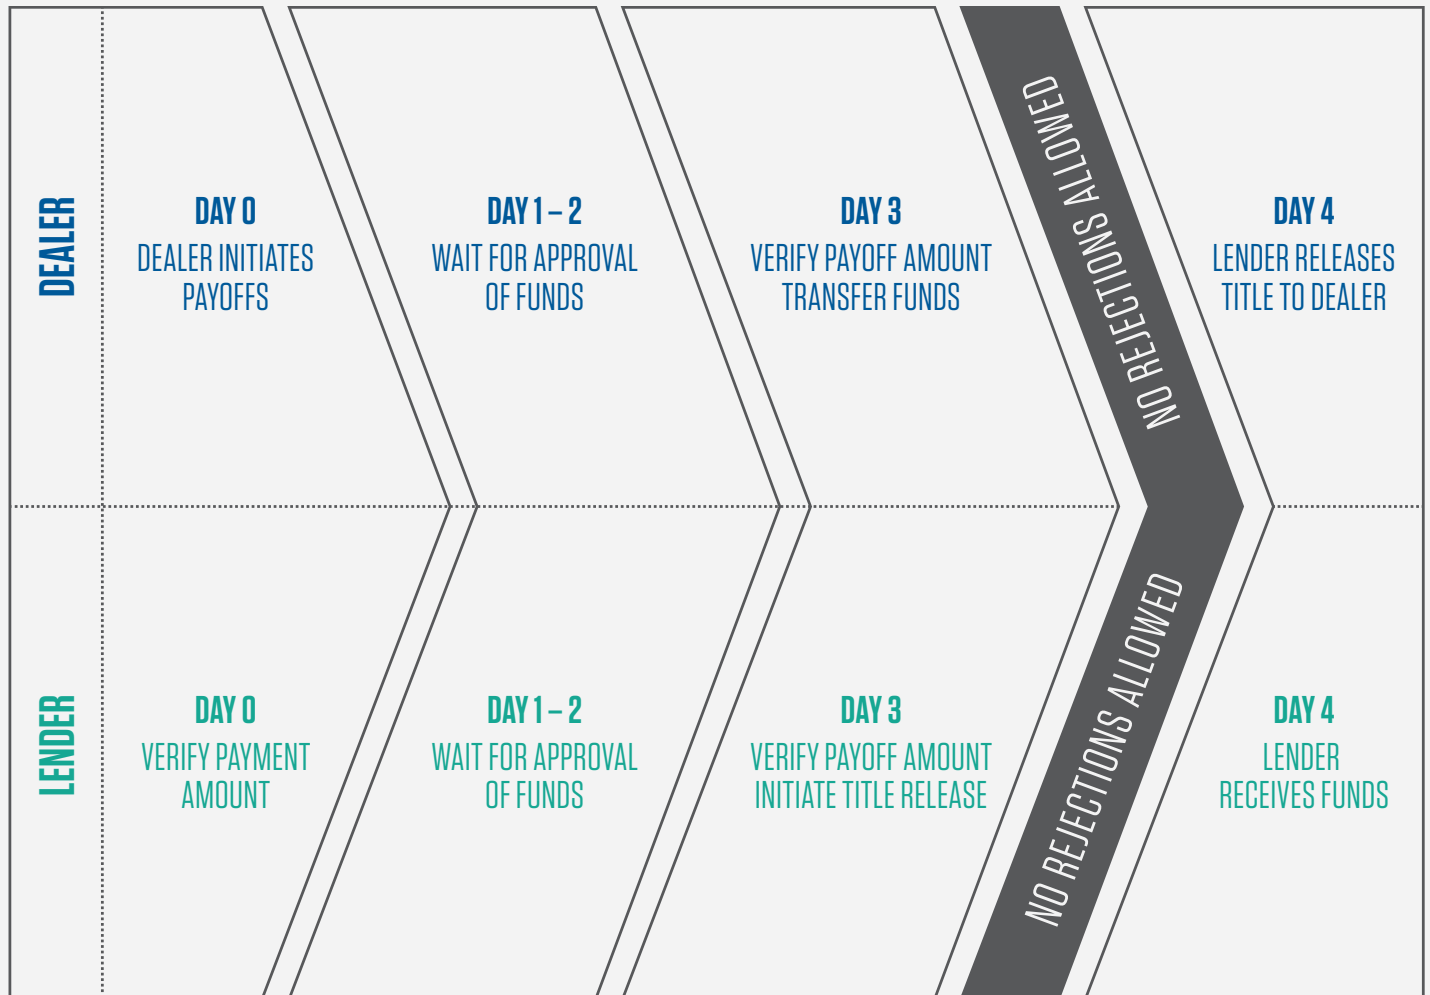 DEALER
DAY 0
DEALER INITIATES
PAYOFFS
DAY 1 – 2
WAIT FOR APPROVAL
OF FUNDS
DAY 3
VERIFY PAYOFF AMOUNT
TRANSFER FUNDS
NO REJECTIONS ALLOWED
DAY 4
LENDER RELEASES
TITLE TO DEALER
LENDER
DAY 0
VERIFY PAYMENT
AMOUNT
DAY 1 – 2
WAIT FOR APPROVAL
OF FUNDS
DAY 3
VERIFY PAYOFF AMOUNT
INITIATE TITLE RELEASE
NO REJECTIONS ALLOWED
DAY 4
LENDER
RECEIVES FUNDS